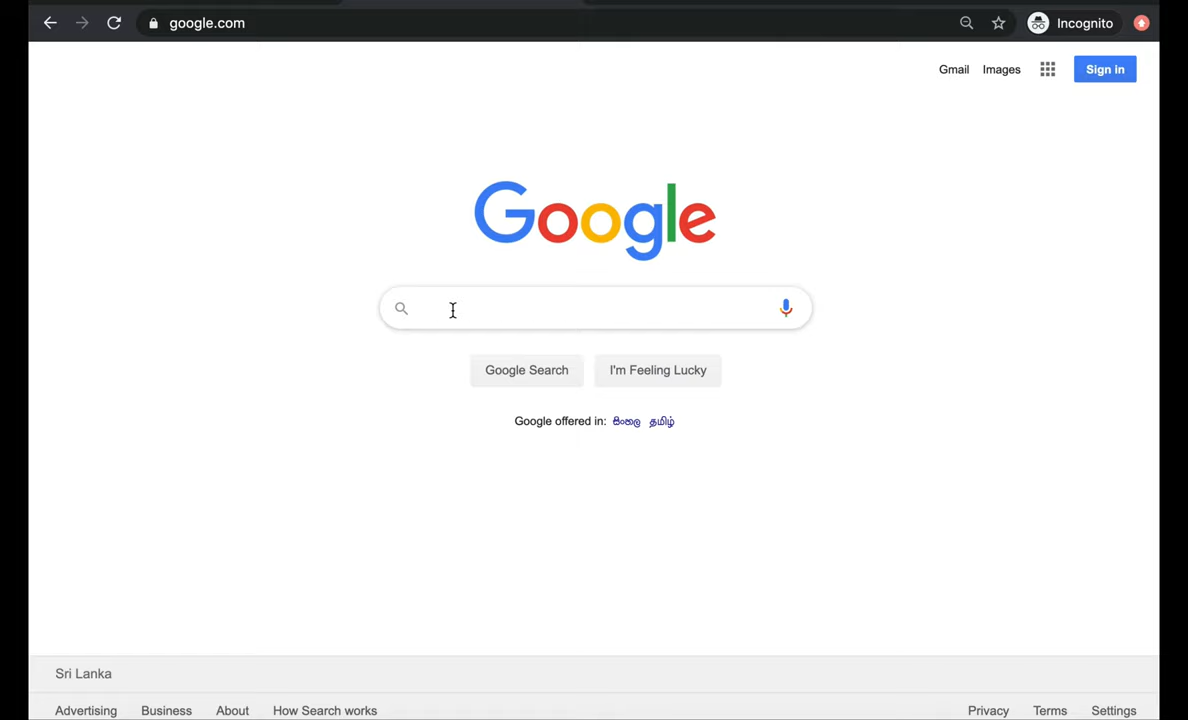 google.com
Incognito
Gmail Images Sign in
Google
Google Search I'm Feeling Lucky
Google offered in: සිංහල தமிழ்
Sri Lanka
Advertising Business About How Search works Privacy Terms Settings